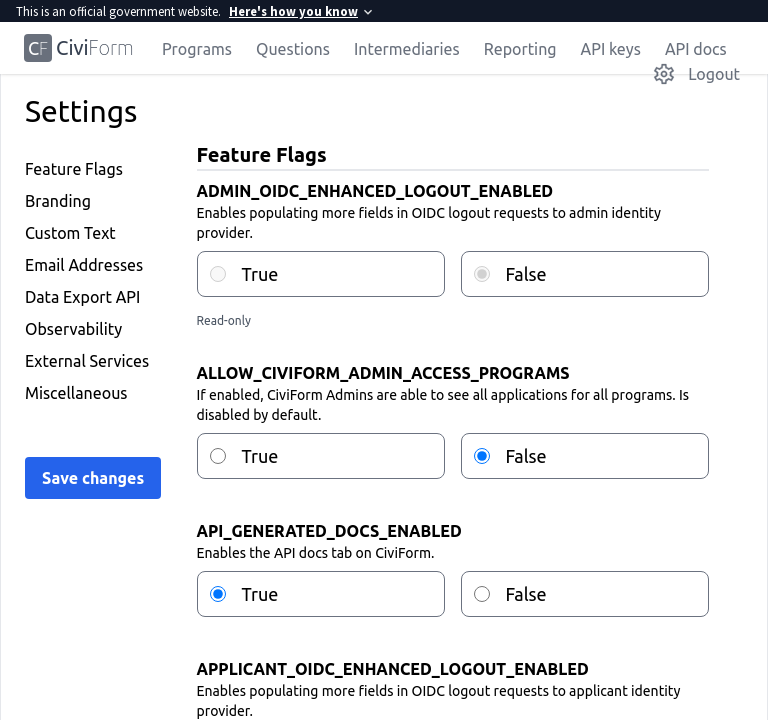 This is an official government website. Here's how you know
CF CiviForm Programs Questions Intermediaries Reporting API keys API docs
Logout
Settings
Feature Flags
Branding
Custom Text
Email Addresses
Data Export API
Observability
External Services
Miscellaneous
Save changes
Feature Flags
ADMIN_OIDC_ENHANCED_LOGOUT_ENABLED
Enables populating more fields in OIDC logout requests to admin identity
provider.
True False
Read-only
ALLOW_CIVIFORM_ADMIN_ACCESS_PROGRAMS
If enabled, CiviForm Admins are able to see all applications for all programs. Is
disabled by default.
True False
API_GENERATED_DOCS_ENABLED
Enables the API docs tab on CiviForm.
True False
APPLICANT_OIDC_ENHANCED_LOGOUT_ENABLED
Enables populating more fields in OIDC logout requests to applicant identity
provider.